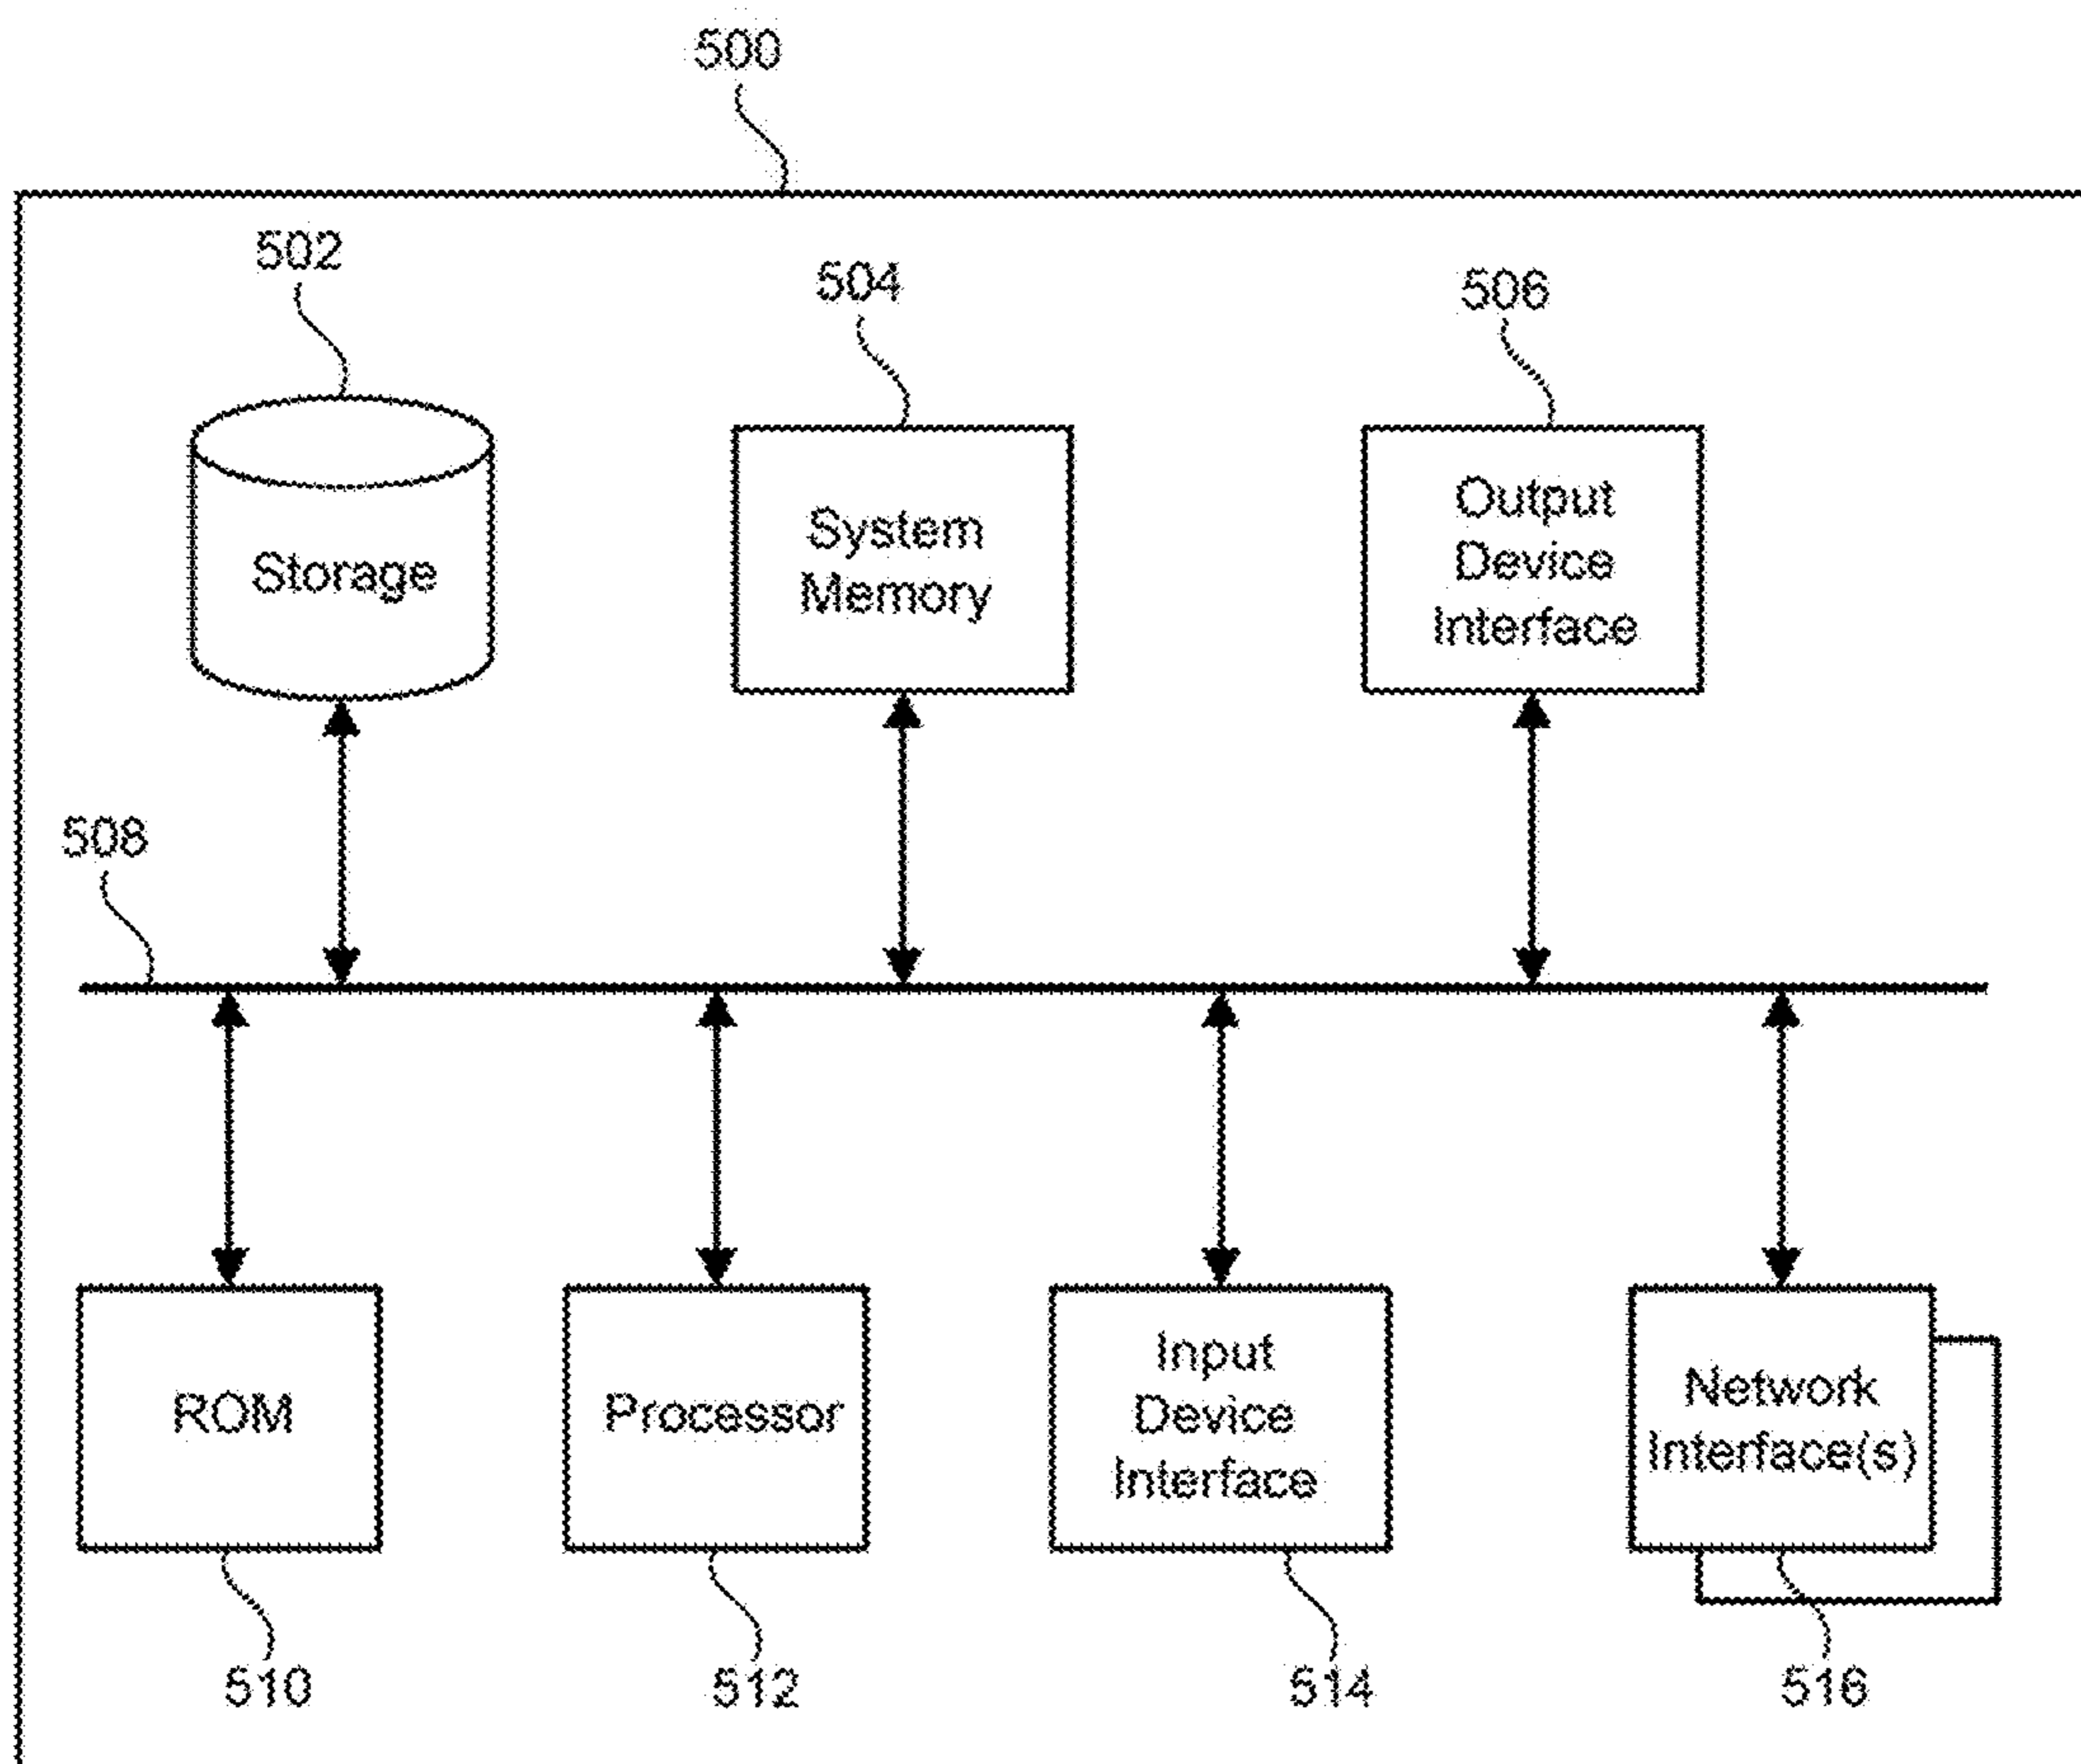 500
502
504
506
Storage
System
Memory
Output
Device
Interface
508
ROM
Processor
Input
Device
Interface
Network
Interface(s)
510
512
514
516